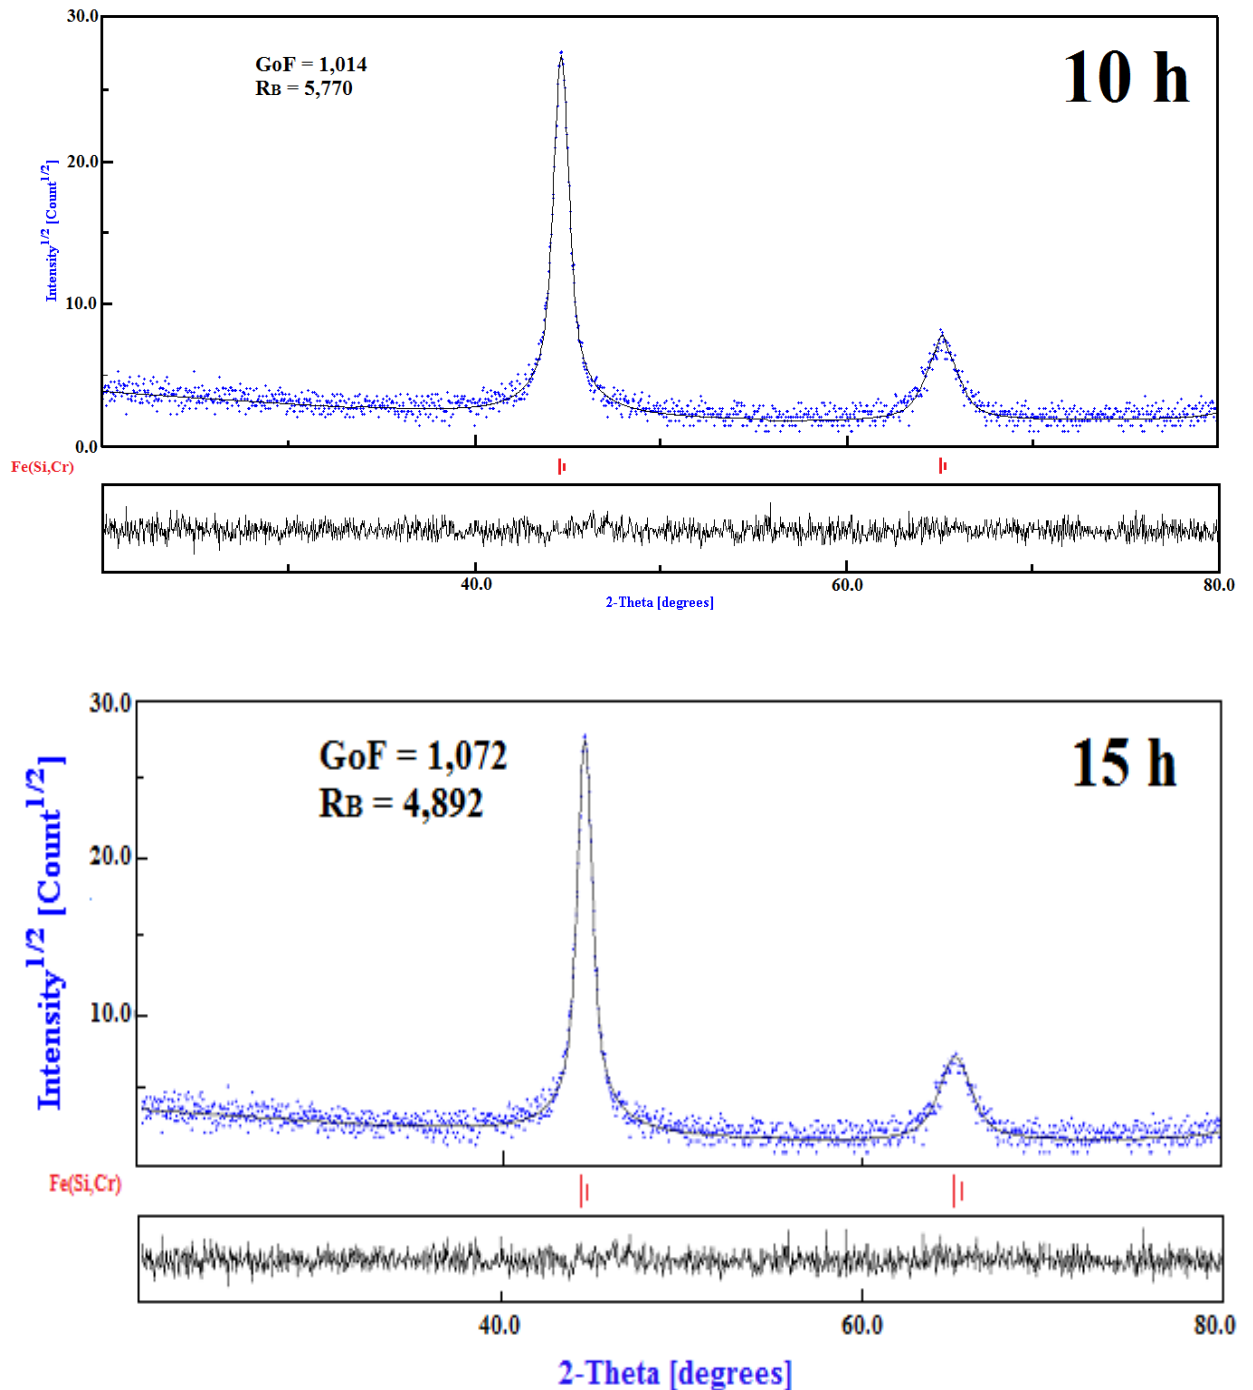 30.0
GoF = 1,014
RB = 5,770
10 h
20.0
Intensity1/2 [Count1/2]
10.0
0.0
Fe(Si,Cr)
40.0 60.0 80.0
2-Theta [degrees]
30.0
GoF = 1,072
RB = 4,892
15 h
20.0
Intensity1/2 [Count1/2]
10.0
Fe(Si,Cr)
40.0 60.0 80.0
2-Theta [degrees]